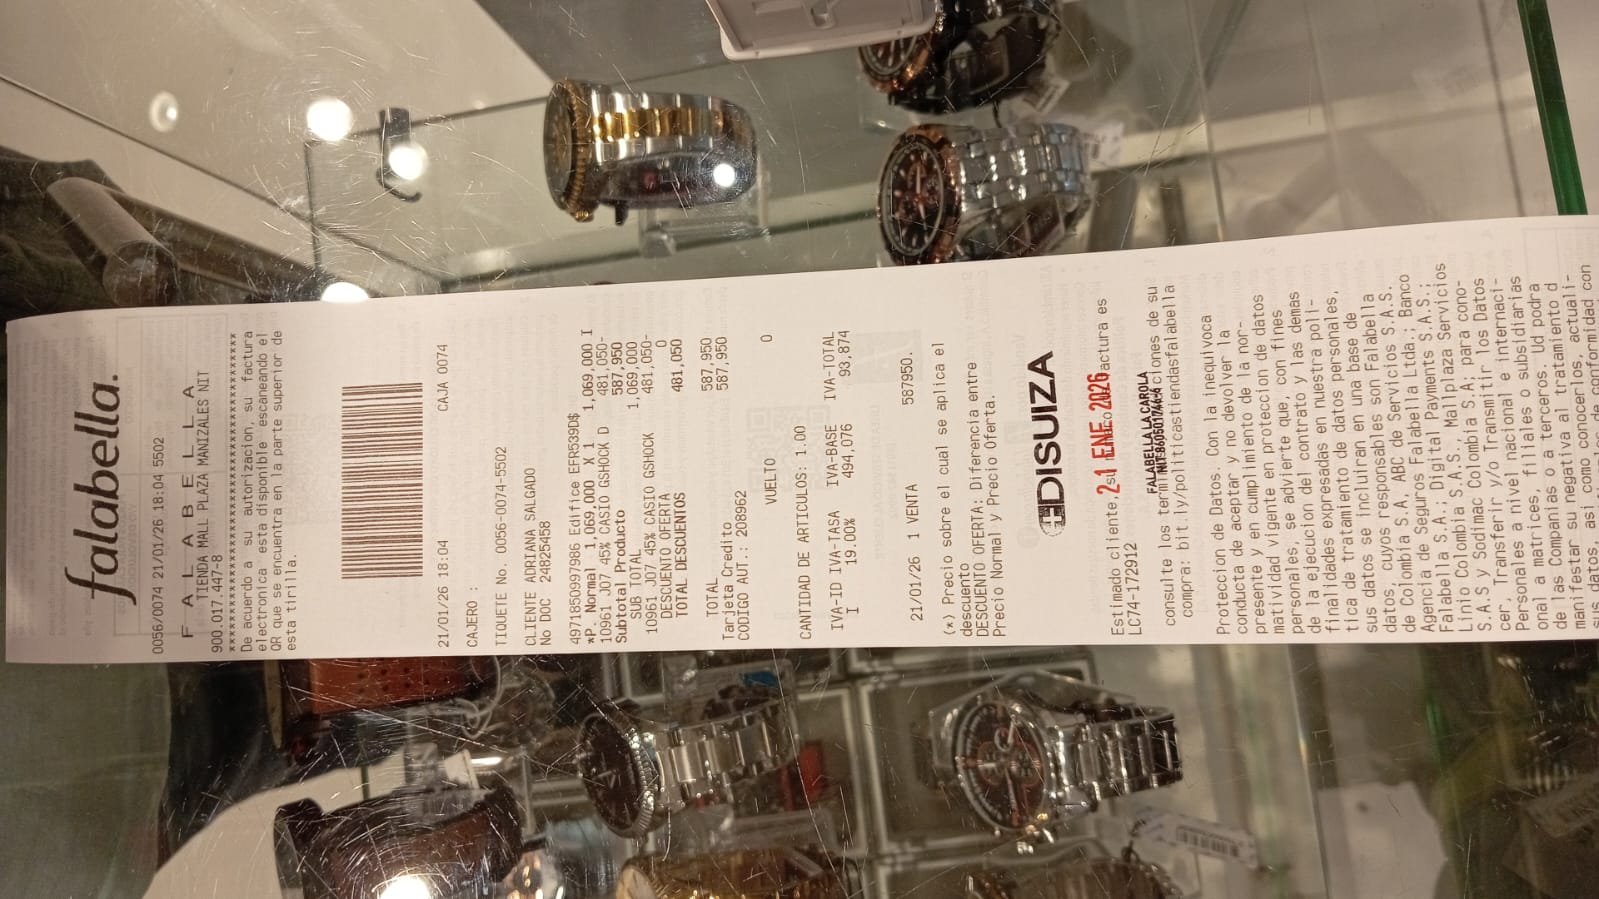 falabella.
0056/0074 21/01/26 18:04 5502
F A L A B E L L A
TIENDA MALL PLAZA MANIZALES NIT
900.017.447-8
De acuerdo a su autorizacion, su factura
electronica esta disponible escaneando el
QR que se encuentra en la parte superior de
esta tirilla.
21/01/26 18:04 CAJA 0074
CAJERO :
TIQUETE No. 0056-0074-5502
CLIENTE ADRIANA SALGADO
No DOC 24825458
4971850997986 Edifice EFR539D$
*P. Normal 1,069,000 X 1 1,069,000 I
10961 J07 45% CASIO GSHOCK D 481,050-
Subtotal Producto 587,950
SUB TOTAL 1,069,000
10961 J07 45% CASIO GSHOCK 481,050-
DESCUENTO OFERTA 0
TOTAL DESCUENTOS 481,050
TOTAL 587,950
Tarjeta Credito 587,950
CODIGO AUT.: 208962
VUELTO 0
CANTIDAD DE ARTICULOS: 1.00
IVA-ID IVA-TASA IVA-BASE IVA-TOTAL
I 19.00% 494,076 93,874
21/01/26 1 VENTA 587950.
(*) Precio sobre el cual se aplica el
descuento
DESCUENTO OFERTA: Diferencia entre
Precio Normal y Precio Oferta.
DISUIZA
Estimado cliente, actura es
21 ENE 2026
LC74-172912
FALABELLA LA CAROLA
consulte los terminos ciones de su
compra: bit.ly/politicastiendasfalabella
Proteccion de Datos. Con la inequivoca
conducta de aceptar y no devolver la
presente y en cumplimiento de la nor-
matividad vigente en proteccion de datos
personales, se advierte que, con fines
de la ejecucion del contrato y las demas
finalidades expresadas en nuestra poli-
tica de tratamiento de datos personales,
sus datos se incluiran en una base de
datos, cuyos responsables son Falabella
de Colombia S.A, ABC de Servicios S.A.S.
Agencia de Seguros Falabella Ltda.; Banco
Falabella S.A.; Digital Payments S.A.S.;
Linio Colombia S.A.S., Mallplaza Servicios
S.A.S y Sodimac Colombia S.A; para cono-
cer, Transferir y/o Transmitir los Datos
Personales a nivel nacional e internaci-
onal a matrices, filiales o subsidiarias
de las Companias o a terceros. Ud podra
manifestar su negativa al tratamiento d
sus datos, asi como conocerlos, actuali-
de conformidad con